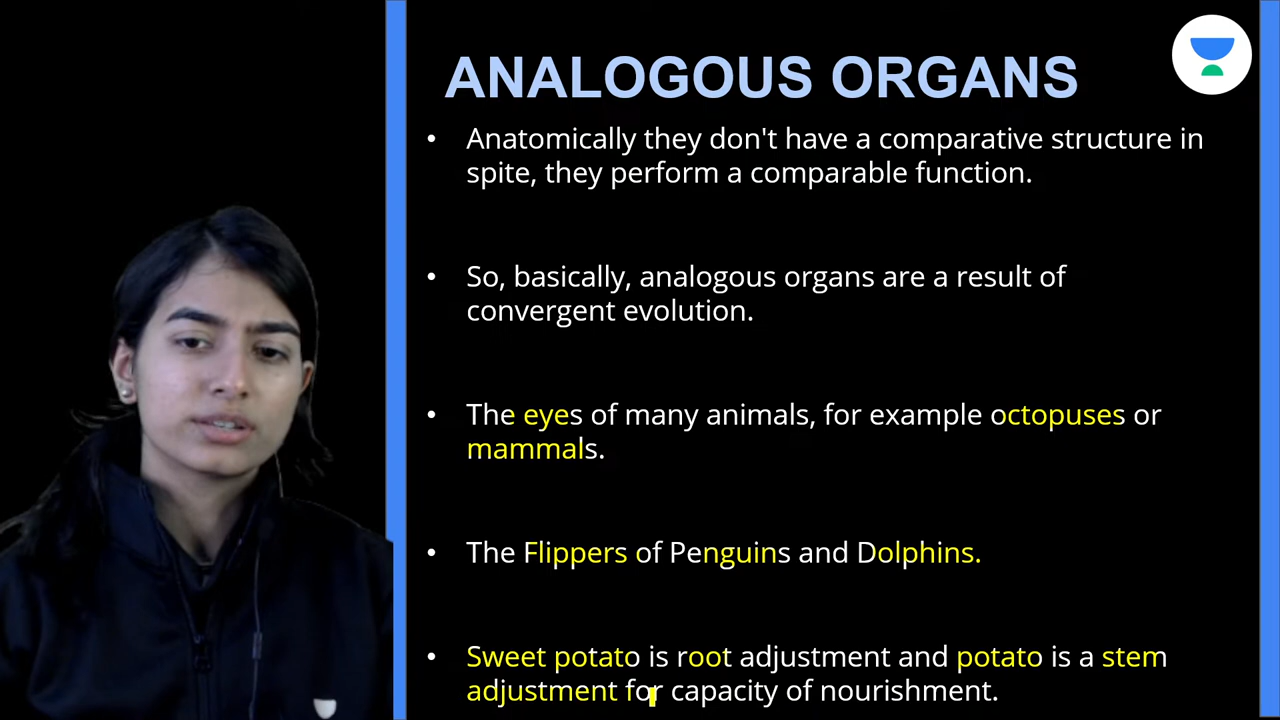 ANALOGOUS ORGANS
• Anatomically they don't have a comparative structure in
spite, they perform a comparable function.
• So, basically, analogous organs are a result of
convergent evolution.
• The eyes of many animals, for example octopuses or
mammals.
• The Flippers of Penguins and Dolphins.
• Sweet potato is root adjustment and potato is a stem
adjustment for capacity of nourishment.